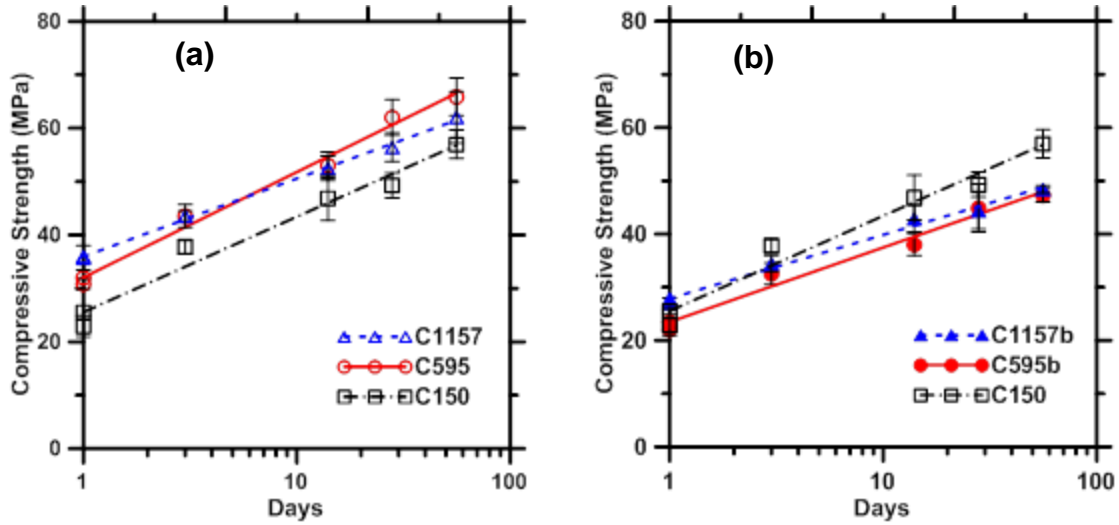 (a)
Compressive Strength (MPa)
80
60
40
20
0
C1157
C595
C150
1
10
100
Days
(b)
Compressive Strength (MPa)
80
60
40
20
0
C1157b
C595b
C150
1
10
100
Days